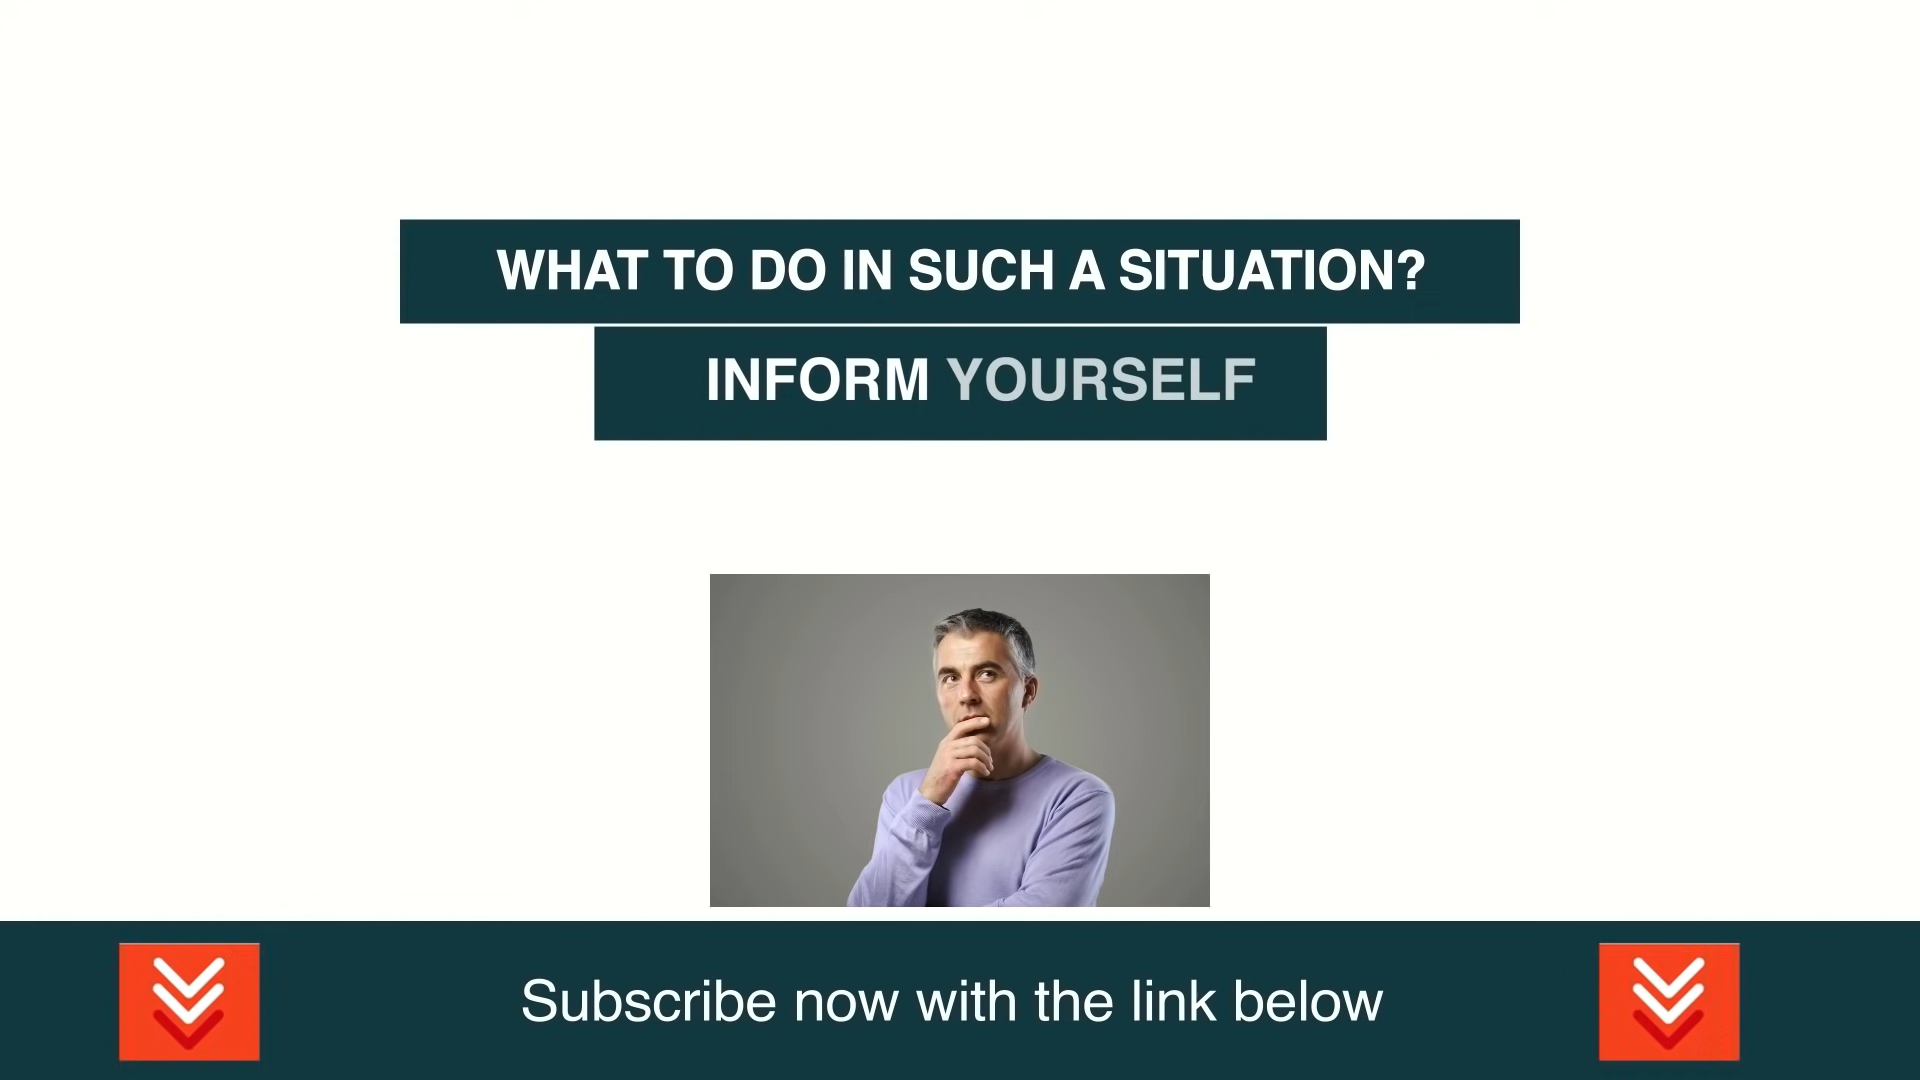 WHAT TO DO IN SUCH A SITUATION?
INFORM YOURSELF
Subscribe now with the link below